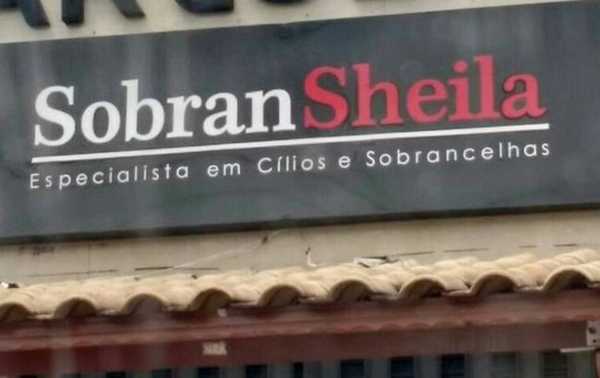 SobranSheila
Especialista em Cílios e Sobrancelhas